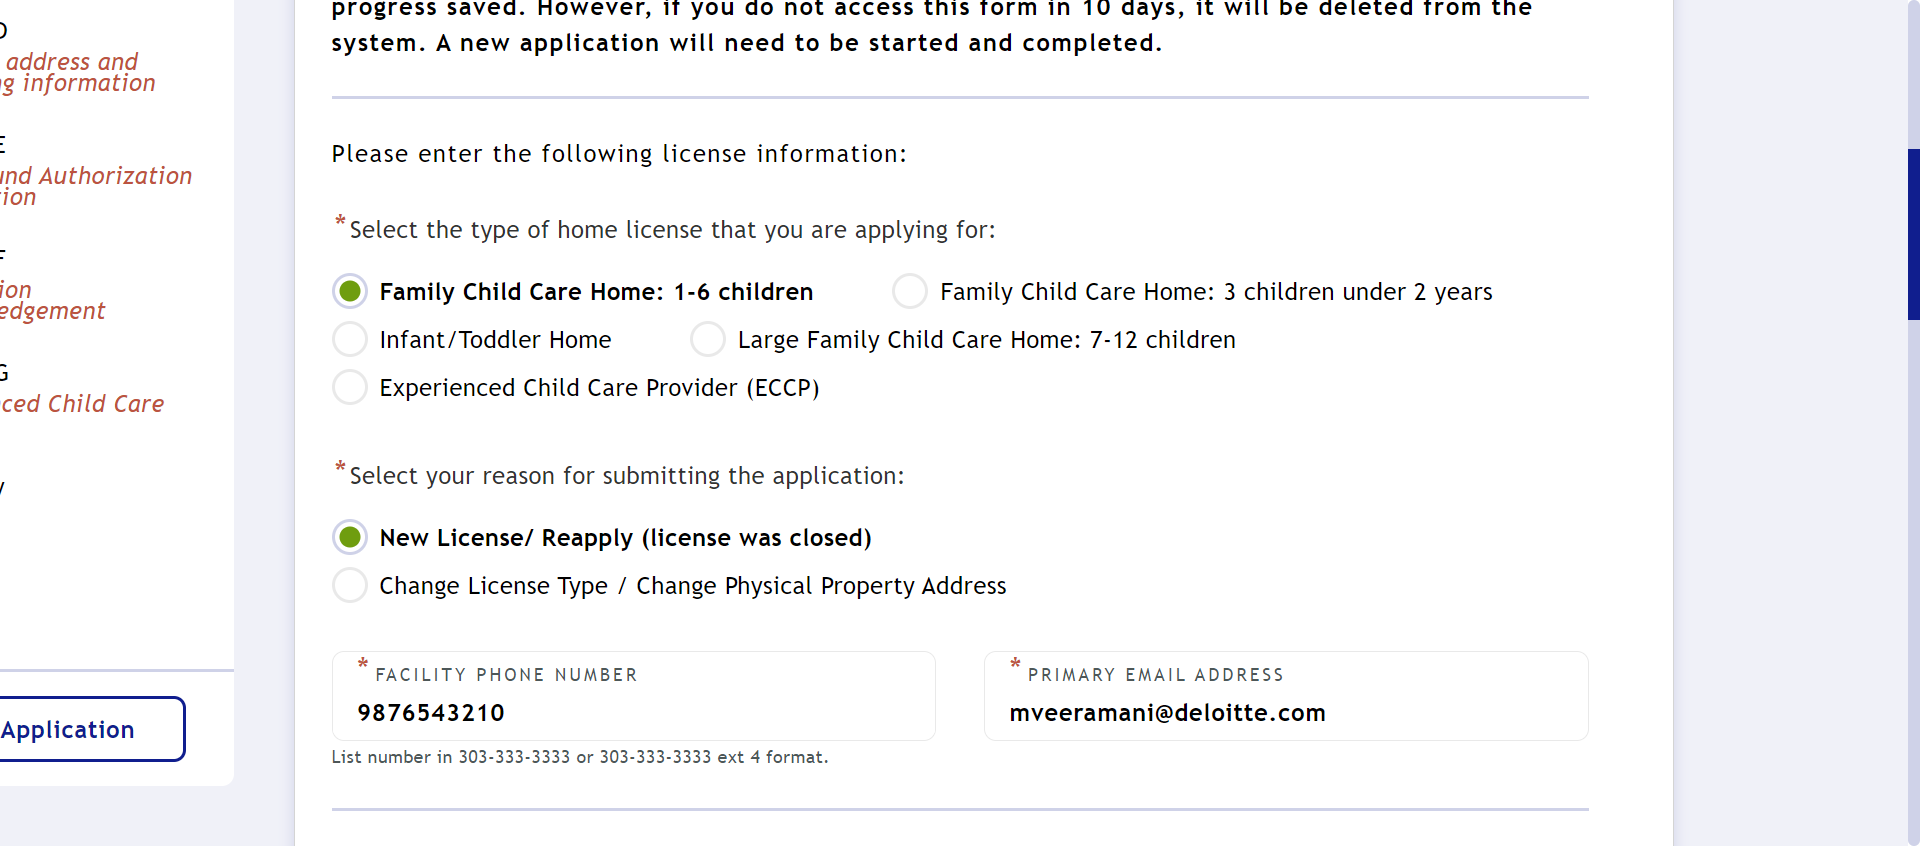 progress saved. However, if you do not access this form in 10 days, it will be deleted from the
system. A new application will need to be started and completed.
address and
information
Authorization
ced Child Care
Application
Please enter the following license information:
*Select the type of home license that you are applying for:
Family Child Care Home: 1-6 children
Family Child Care Home: 3 children under 2 years
Infant/Toddler Home
Large Family Child Care Home: 7-12 children
Experienced Child Care Provider (ECCP)
*Select your reason for submitting the application:
New License/ Reapply (license was closed)
Change License Type / Change Physical Property Address
*FACILITY PHONE NUMBER
9876543210
List number in 303-333-3333 or 303-333-3333 ext 4 format.
*PRIMARY EMAIL ADDRESS
mveeramani@deloitte.com